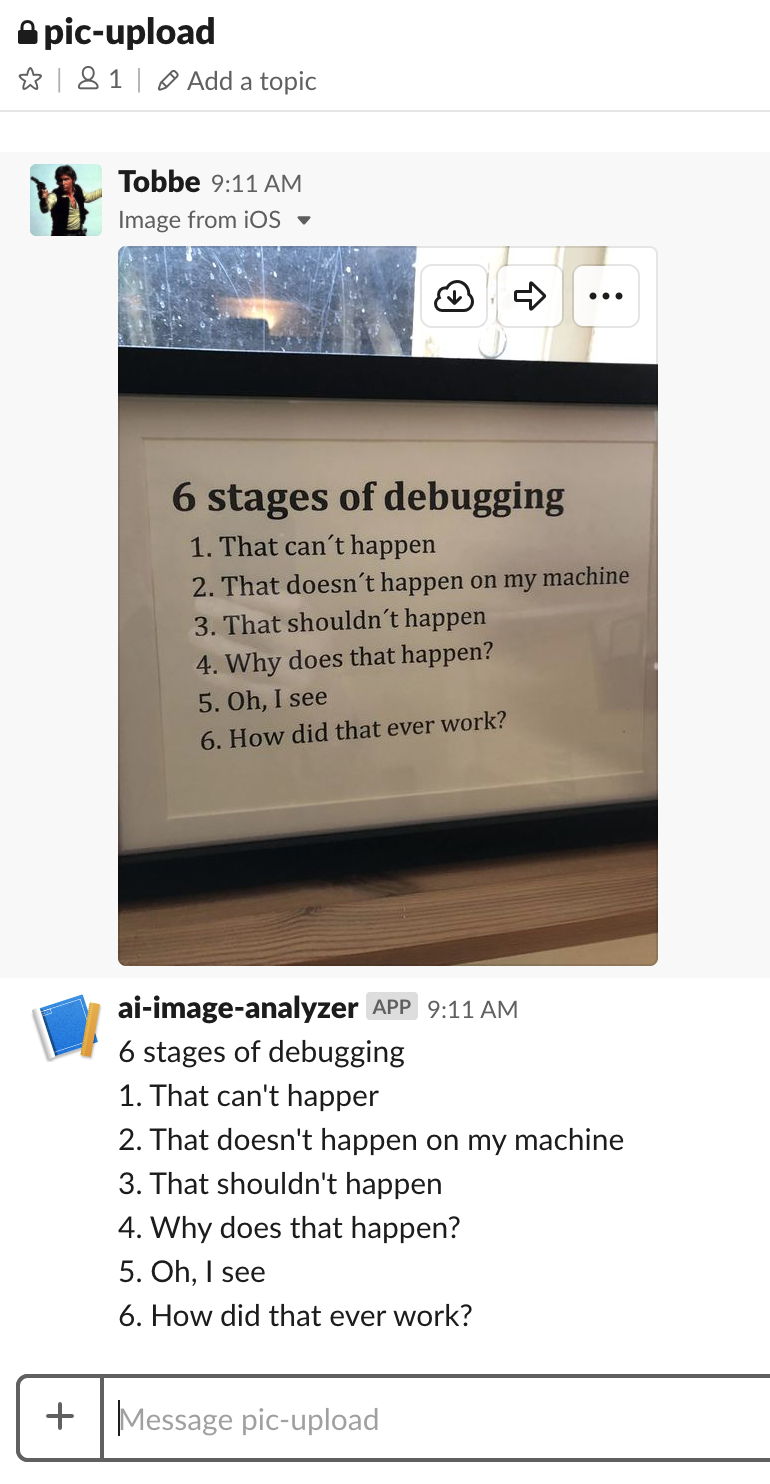 pic-upload
1
Add a topic
Tobbe 9:11 AM
Image from iOS
6 stages of debugging
1. That can´t happen
2. That doesn´t happen on my machine
3. That shouldn´t happen
4. Why does that happen?
5. Oh, I see
6. How did that ever work?
ai-image-analyzer APP 9:11 AM
6 stages of debugging
1. That can't happer
2. That doesn't happen on my machine
3. That shouldn't happen
4. Why does that happen?
5. Oh, I see
6. How did that ever work?
Message pic-upload